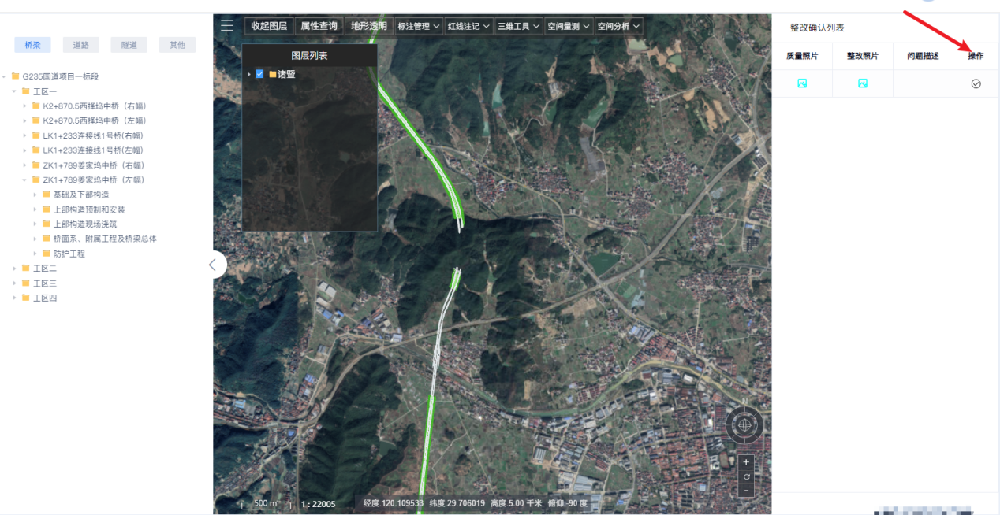 桥梁 道路 隧道 其他
G235国道项目一标段
工区一
K2+870.5西择坞中桥（右幅）
K2+870.5西择坞中桥（左幅）
LK1+233连接线1号桥(右幅)
LK1+233连接线1号桥(左幅)
ZK1+789姜家坞中桥（右幅）
ZK1+789姜家坞中桥（左幅）
基础及下部构造
上部构造预制和安装
上部构造现场浇筑
桥面系、附属工程及桥梁总体
防护工程
工区二
工区三
工区四
收起图层 属性查询 地形透明 标注管理 红线注记 三维工具 空间量测 空间分析
图层列表
诸暨
N
500 m 1 : 22005 经度:120.109533 纬度:29.706019 高度:5.00 千米 俯仰:-90 度
整改确认列表
质量照片 整改照片 问题描述 操作